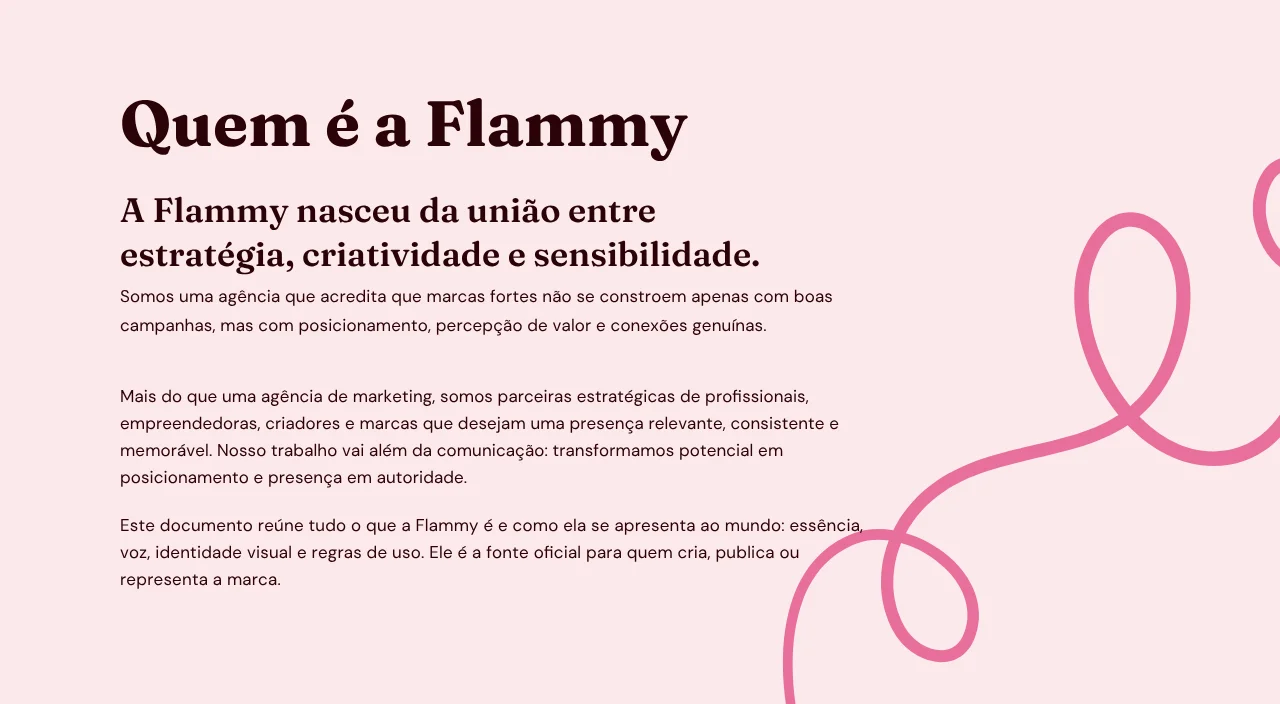 Quem é a Flammy
A Flammy nasceu da união entre
estratégia, criatividade e sensibilidade.
Somos uma agência que acredita que marcas fortes não se constroem apenas com boas
campanhas, mas com posicionamento, percepção de valor e conexões genuínas.
Mais do que uma agência de marketing, somos parceiras estratégicas de profissionais,
empreendedoras, criadores e marcas que desejam uma presença relevante, consistente e
memorável. Nosso trabalho vai além da comunicação: transformamos potencial em
posicionamento e presença em autoridade.
Este documento reúne tudo o que a Flammy é e como ela se apresenta ao mundo: essência,
voz, identidade visual e regras de uso. Ele é a fonte oficial para quem cria, publica ou
representa a marca.